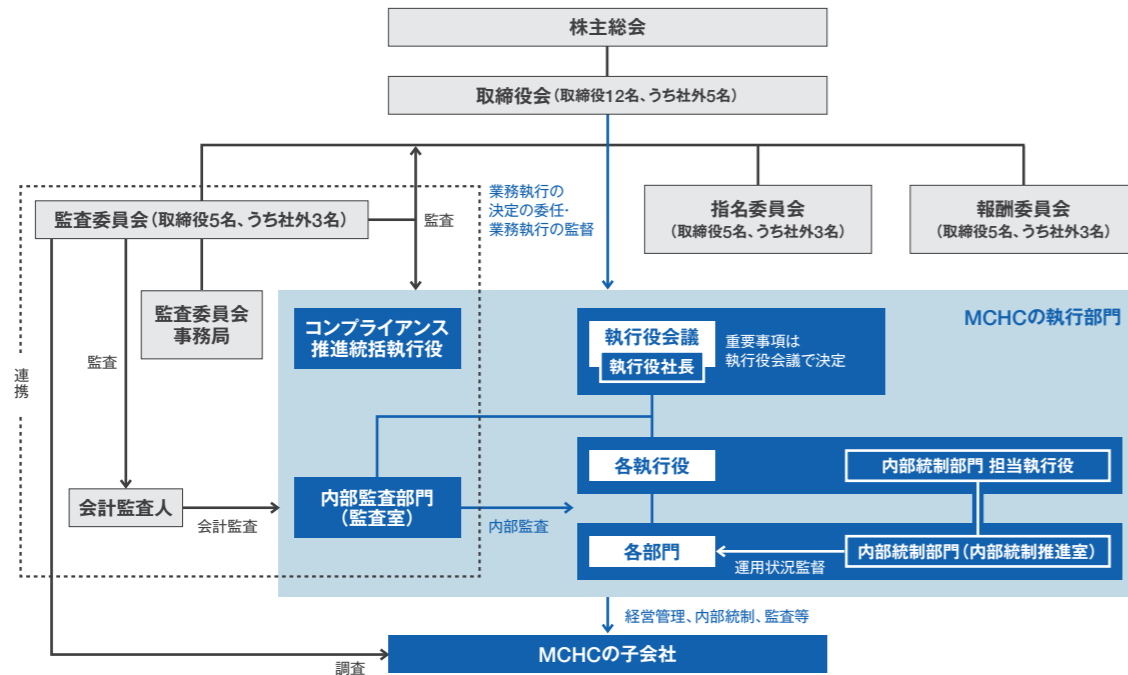 株主総会
取締役会（取締役12名、うち社外5名）
業務執行の
決定の委任・
業務執行の監督
監査委員会（取締役5名、うち社外3名）
監査
指名委員会
（取締役5名、うち社外3名）
報酬委員会
（取締役5名、うち社外3名）
監査委員会
事務局
監査
連携
コンプライアンス
推進統括執行役
執行役会議
執行役社長
重要事項は
執行役会議で決定
MCHCの執行部門
各執行役
内部統制部門 担当執行役
会計監査人
会計監査
内部監査部門
（監査室）
内部監査
各部門
運用状況監督
内部統制部門（内部統制推進室）
経営管理、内部統制、監査等
調査
MCHCの子会社